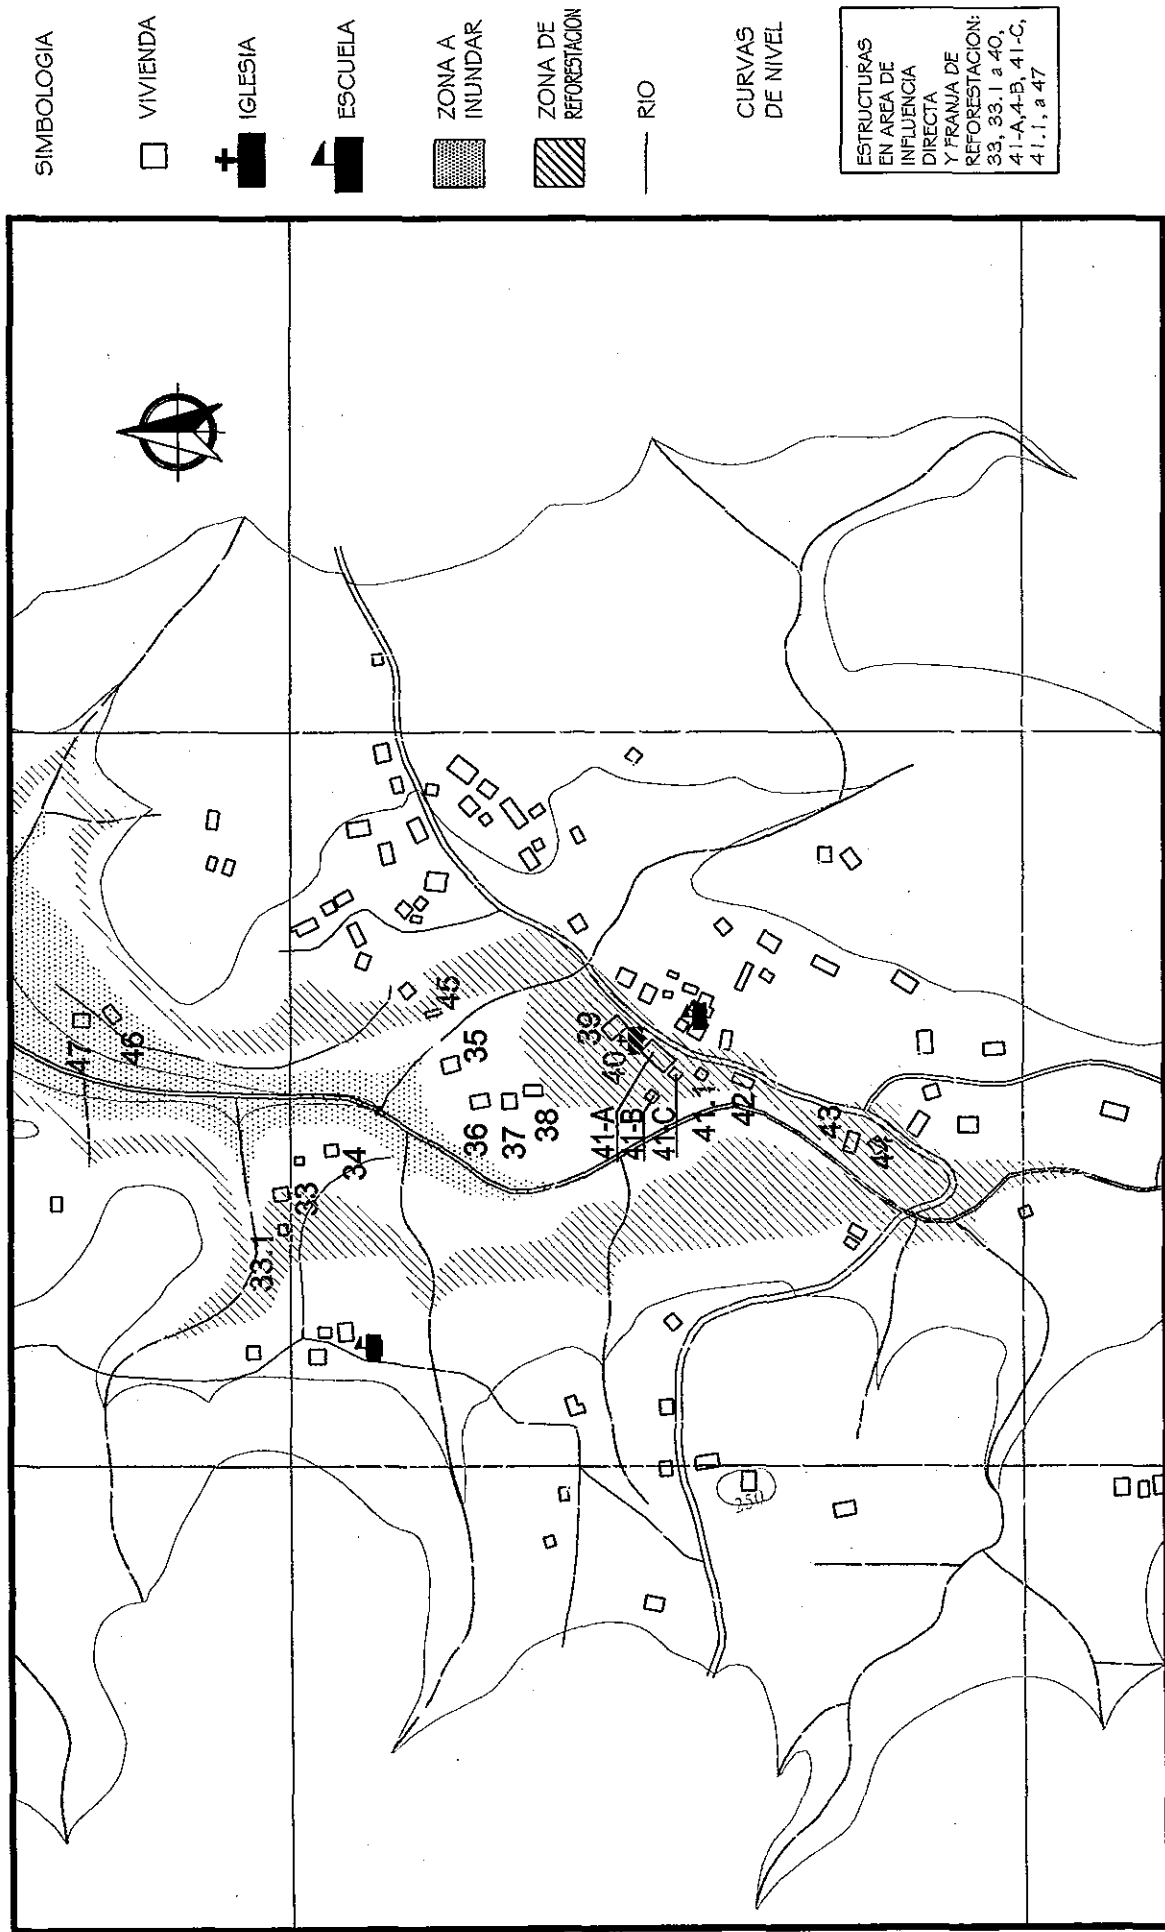 SIMBOLOGIA
VIVIENDA
IGLESIA
ESCUELA
ZONA A
INUNDAR
ZONA DE
REFORESTACION
RIO
CURVAS
DE NIVEL
ESTRUCTURAS
EN AREA DE
INFLUENCIA
DIRECTA
Y FRANJA DE
REFORESTACION:
33, 33.1 a 40,
41-A,4-B, 41-C,
41.1, a 47
47
46
45
33.1
33
34
35
36
37
38
39
40
41-A
41-B
41-C
41.1
42
43
44
250